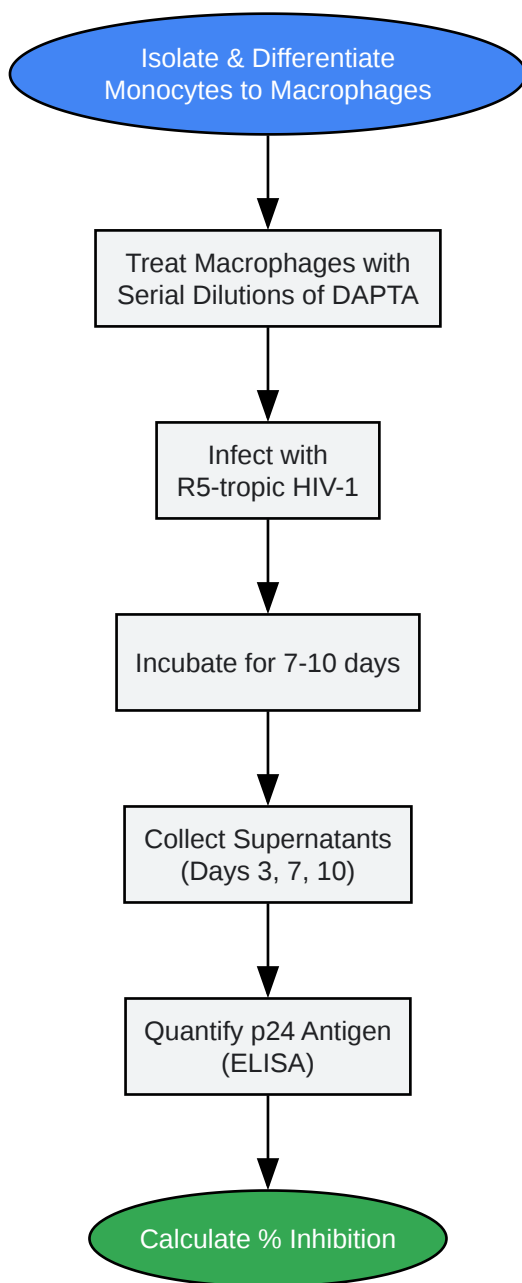 Isolate & Differentiate
Monocytes to Macrophages
Treat Macrophages with
Serial Dilutions of DAPTA
Infect with
R5-tropic HIV-1
Incubate for 7-10 days
Collect Supernatants
(Days 3, 7, 10)
Quantify p24 Antigen
(ELISA)
Calculate % Inhibition